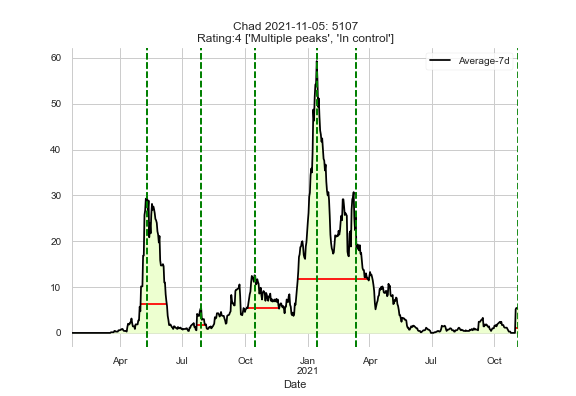 Chad 2021-11-05: 5107
Rating:4 ['Multiple peaks', 'In control']
Average-7d
60
50
40
30
20
10
0
Apr
Jul
Oct
Jan
2021
Apr
Jul
Oct
Date